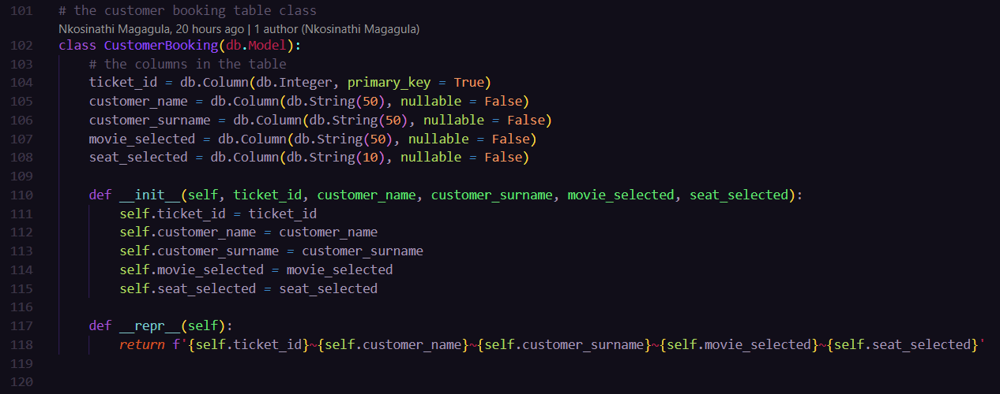 101 # the customer booking table class
Nkosinathi Magagula, 20 hours ago | 1 author (Nkosinathi Magagula)
102 class CustomerBooking(db.Model):
103     # the columns in the table
104     ticket_id = db.Column(db.Integer, primary_key = True)
105     customer_name = db.Column(db.String(50), nullable = False)
106     customer_surname = db.Column(db.String(50), nullable = False)
107     movie_selected = db.Column(db.String(50), nullable = False)
108     seat_selected = db.Column(db.String(10), nullable = False)
109
110     def __init__(self, ticket_id, customer_name, customer_surname, movie_selected, seat_selected):
111         self.ticket_id = ticket_id
112         self.customer_name = customer_name
113         self.customer_surname = customer_surname
114         self.movie_selected = movie_selected
115         self.seat_selected = seat_selected
116
117     def __repr__(self):
118         return f'{self.ticket_id}~{self.customer_name}~{self.customer_surname}~{self.movie_selected}~{self.seat_selected}'
119
120